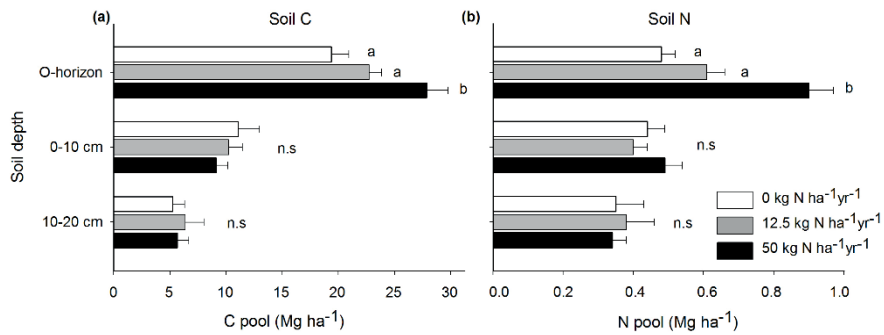 (a) Soil C
(b) Soil N
Soil depth
O-horizon
a
a
b
0-10 cm
n.s
10-20 cm
n.s
0 5 10 15 20 25 30
C pool (Mg ha⁻¹)
a
a
b
n.s
n.s
0 kg N ha⁻¹yr⁻¹
12.5 kg N ha⁻¹yr⁻¹
50 kg N ha⁻¹yr⁻¹
0.0 0.2 0.4 0.6 0.8 1.0
N pool (Mg ha⁻¹)